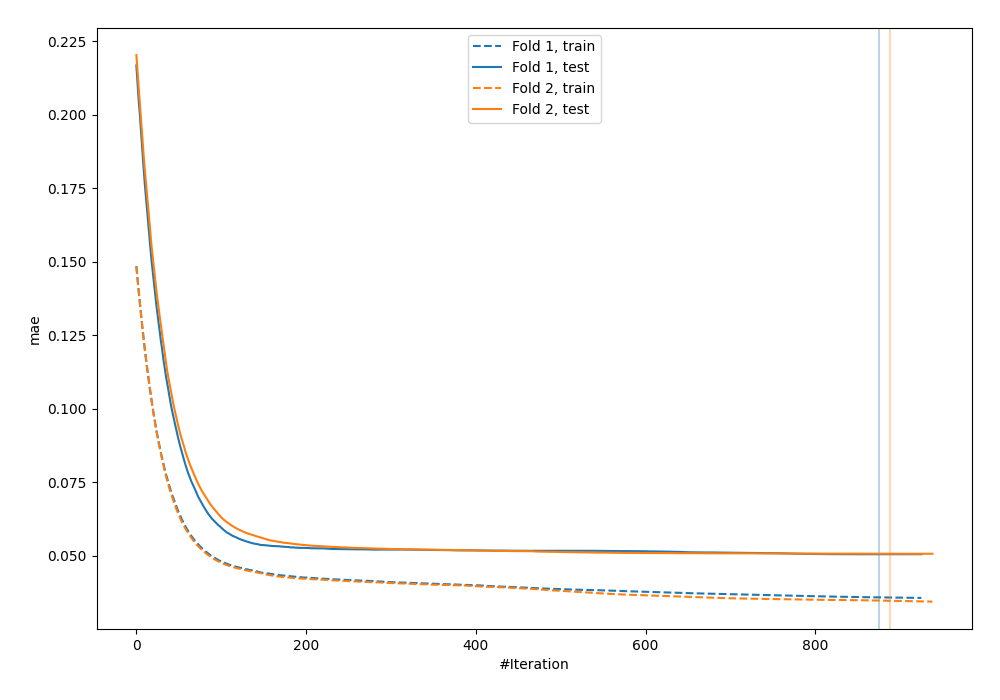 0.225
0.200
0.175
0.150
0.125
0.100
0.075
0.050
mae
Fold 1, train
Fold 1, test
Fold 2, train
Fold 2, test
0 200 400 600 800
#Iteration